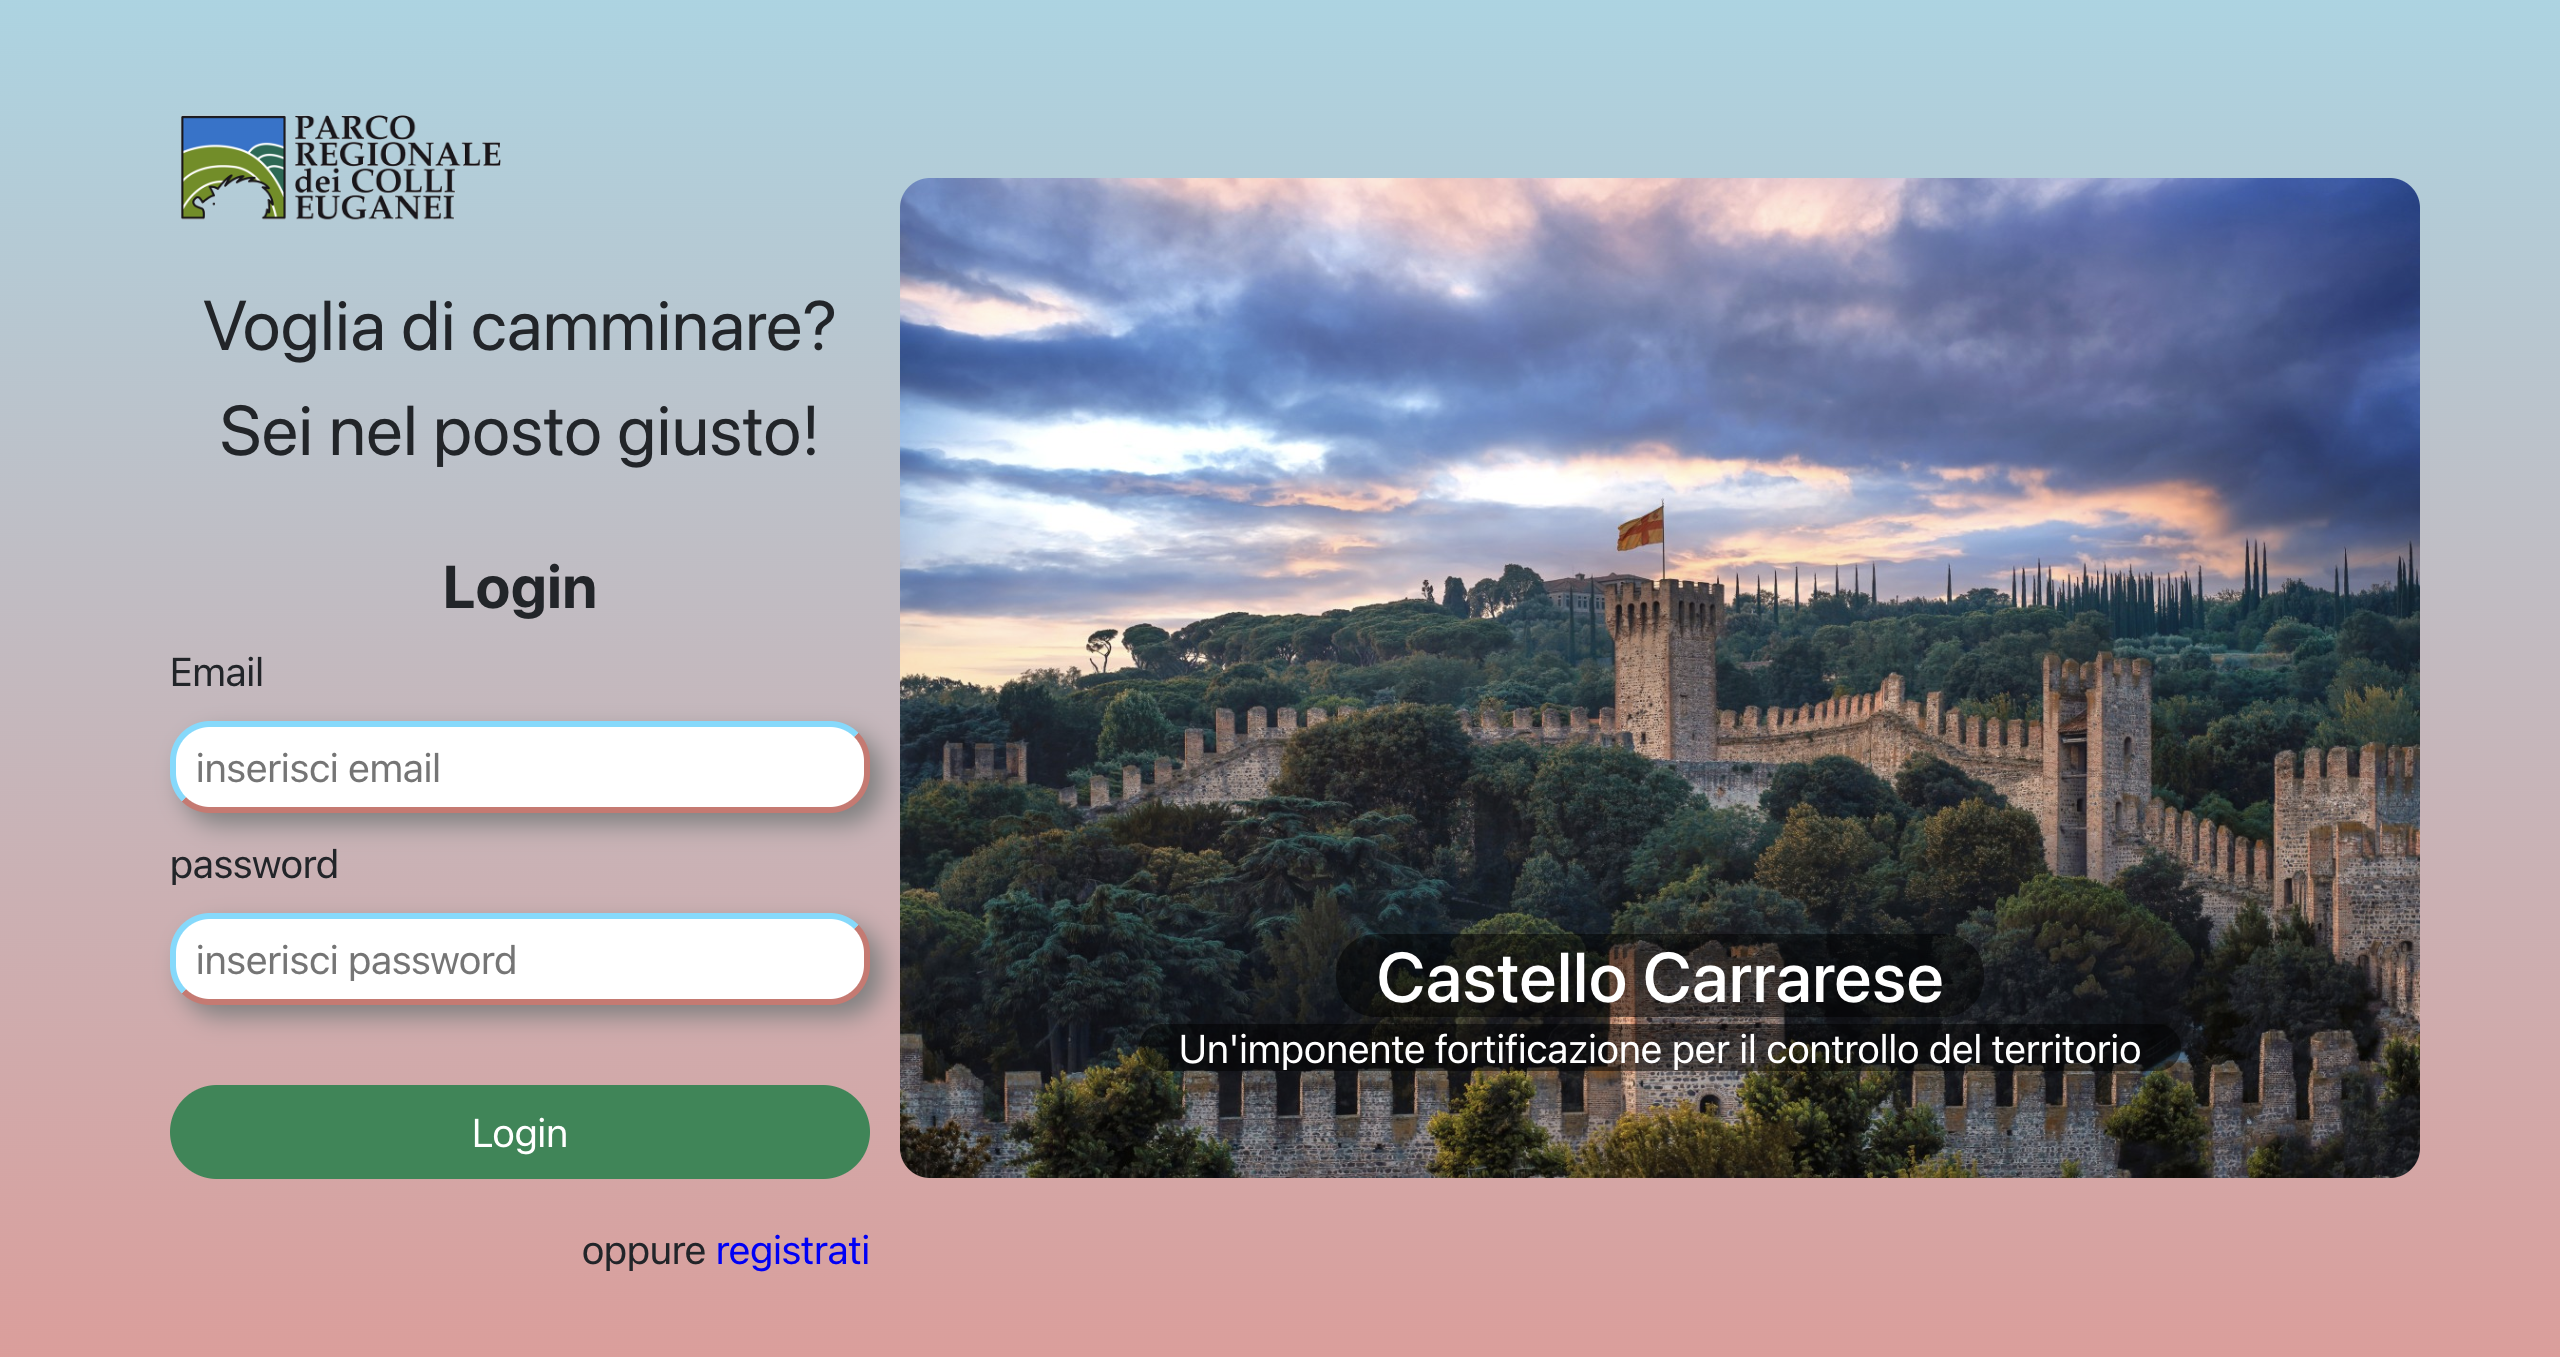 PARCO
REGIONALE
dei COLLI
EUGANEI
Voglia di camminare?
Sei nel posto giusto!
Login
Email
inserisci email
password
inserisci password
Login
oppure registrati
Castello Carrarese
Un'imponente fortificazione per il controllo del territorio